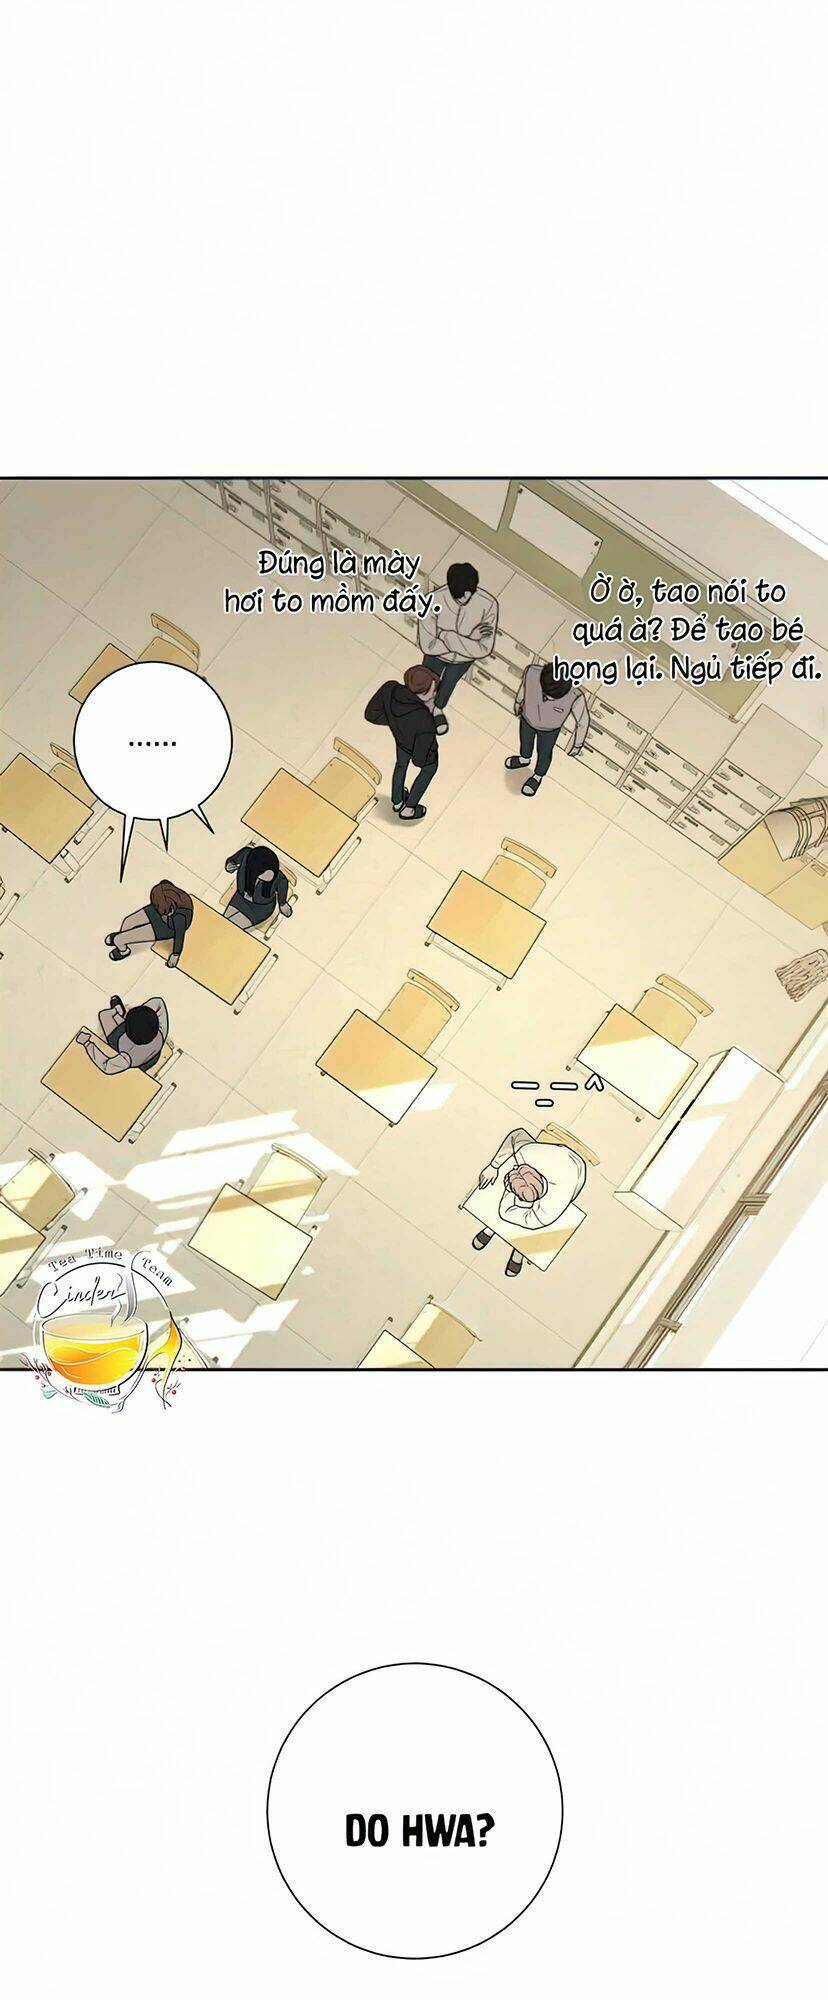 Đúng là mày
hơi to mồm đấy.
Ờ ờ, tao nói to
quá à? Để tao bé
họng lại. Ngủ tiếp đi.
......
Tea Time Team
Cinder
DO HWA?